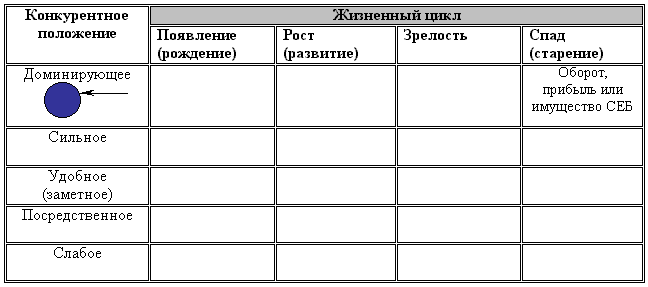 Конкурентное положение
Жизненный цикл
Появление (рождение)
Рост (развитие)
Зрелость
Спад (старение)
Доминирующее
Оборот,
прибыль или
имущество СЕБ
Сильное
Удобное
(заметное)
Посредственное
Слабое